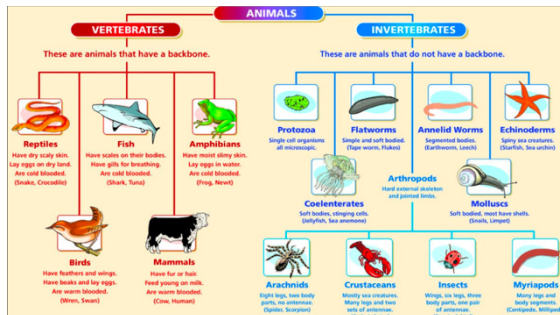 ANIMALS
VERTEBRATES
INVERTEBRATES
These are animals that have a backbone.
These are animals that do not have a backbone.
Reptiles
Have dry scaly skin.
Lay eggs on dry land.
Are cold blooded.
(Snake, Crocodile)
Fish
Have scales on their bodies.
Have gills for breathing.
Are cold blooded.
(Shark, Tuna)
Amphibians
Have moist slimy skin.
Lay eggs in water.
Are cold blooded.
(Frog, Newt)
Protozoa
Single cell organisms
all microscopic.
Flatworms
Simple and soft bodied.
(Tape worm, Flukes)
Annelid Worms
Segmented bodies.
(Earthworm, Leech)
Echinoderms
Spiny sea creatures.
(Starfish, Sea urchin)
Coelenterates
Soft bodies, stinging cells.
(Jellyfish, Sea anemone)
Arthropods
Hard external skeleton
and jointed limbs.
Molluscs
Soft bodied, most have shells.
(Snails, Limpet)
Birds
Have feathers and wings.
Have beaks and lay eggs.
Are warm blooded.
(Wren, Swan)
Mammals
Have fur or hair.
Feed young on milk.
Are warm blooded.
(Cow, Human)
Arachnids
Eight legs, two body
parts, no antennae.
(Spider, Scorpion)
Crustaceans
Mostly sea creatures.
Many legs and two
sets of antennae.
Insects
Wings, six legs, three
body parts, one pair
of antennae.
Myriapods
Many legs and
body segments.
(Centipede, Millipede)